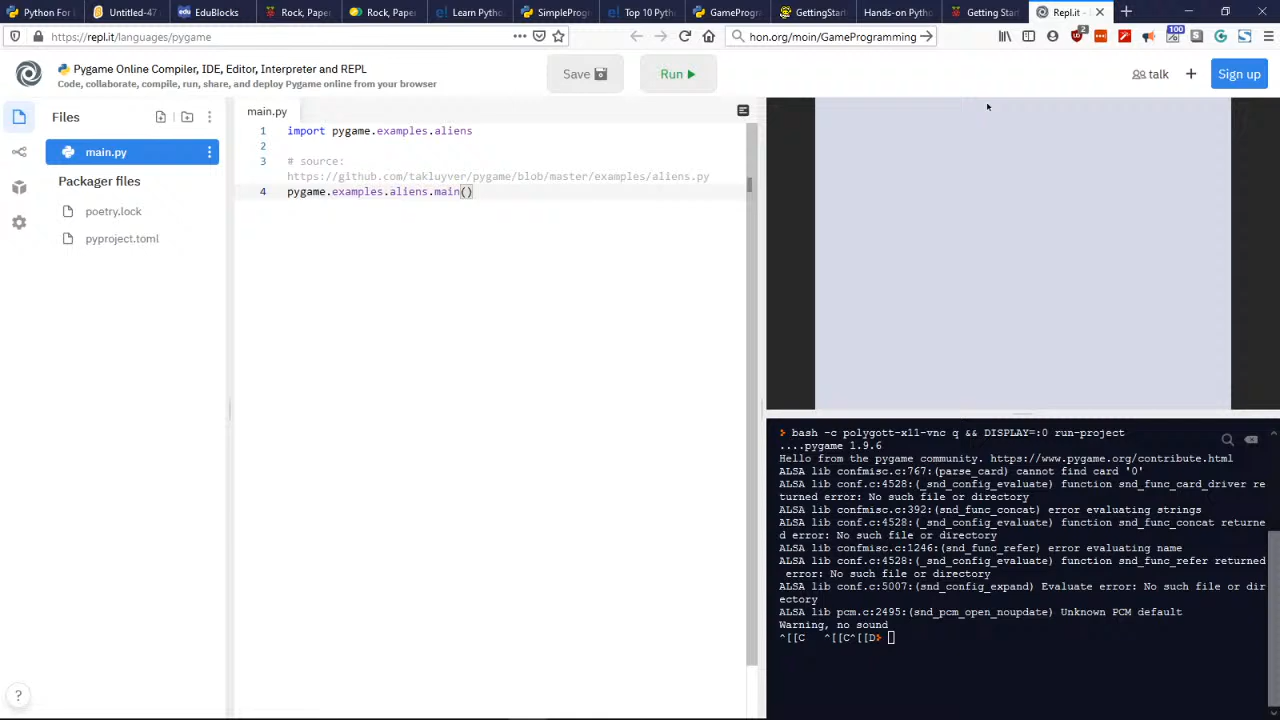 Python For
Untitled-47
EduBlocks
Rock, Pape
Rock, Pape
Learn Pytho
SimplePro
Top 10 Pyth
GameProgra
GettingStar
Hands-on Pytho
Getting Star
Repl.it -
https://repl.it/languages/pygame
hon.org/moin/GameProgramming
2
100
Pygame Online Compiler, IDE, Editor, Interpreter and REPL
Code, collaborate, compile, run, share, and deploy Pygame online from your browser
Save
Run
talk
Sign up
Files
main.py
Packager files
poetry.lock
pyproject.toml
main.py
1 import pygame.examples.aliens
2
3 # source:
https://github.com/takluyver/pygame/blob/master/examples/aliens.py
4 pygame.examples.aliens.main()
bash -c polygott-x11-vnc q && DISPLAY=:0 run-project
....pygame 1.9.6
Hello from the pygame community. https://www.pygame.org/contribute.html
ALSA lib confmisc.c:767:(parse_card) cannot find card '0'
ALSA lib conf.c:4528:(_snd_config_evaluate) function snd_func_card_driver re
turned error: No such file or directory
ALSA lib confmisc.c:392:(snd_func_concat) error evaluating strings
ALSA lib conf.c:4528:(_snd_config_evaluate) function snd_func_concat returne
d error: No such file or directory
ALSA lib confmisc.c:1246:(snd_func_refer) error evaluating name
ALSA lib conf.c:4528:(_snd_config_evaluate) function snd_func_refer returned
error: No such file or directory
ALSA lib conf.c:5007:(snd_config_expand) Evaluate error: No such file or dir
ectory
ALSA lib pcm.c:2495:(snd_pcm_open_noupdate) Unknown PCM default
Warning, no sound
^[[C ^[[C^[[D
?